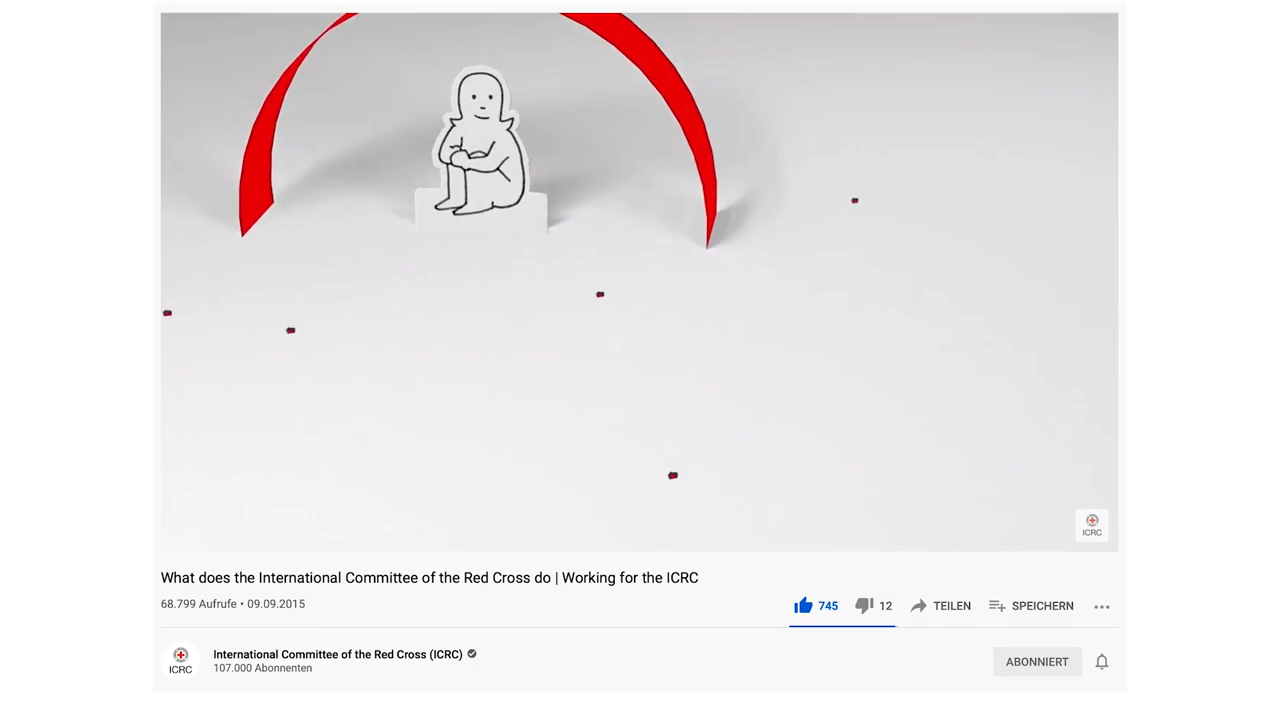 ICRC
What does the International Committee of the Red Cross do | Working for the ICRC
68.799 Aufrufe • 09.09.2015
745 12 TEILEN SPEICHERN
ICRC
International Committee of the Red Cross (ICRC)
107.000 Abonnenten
ABONNIERT